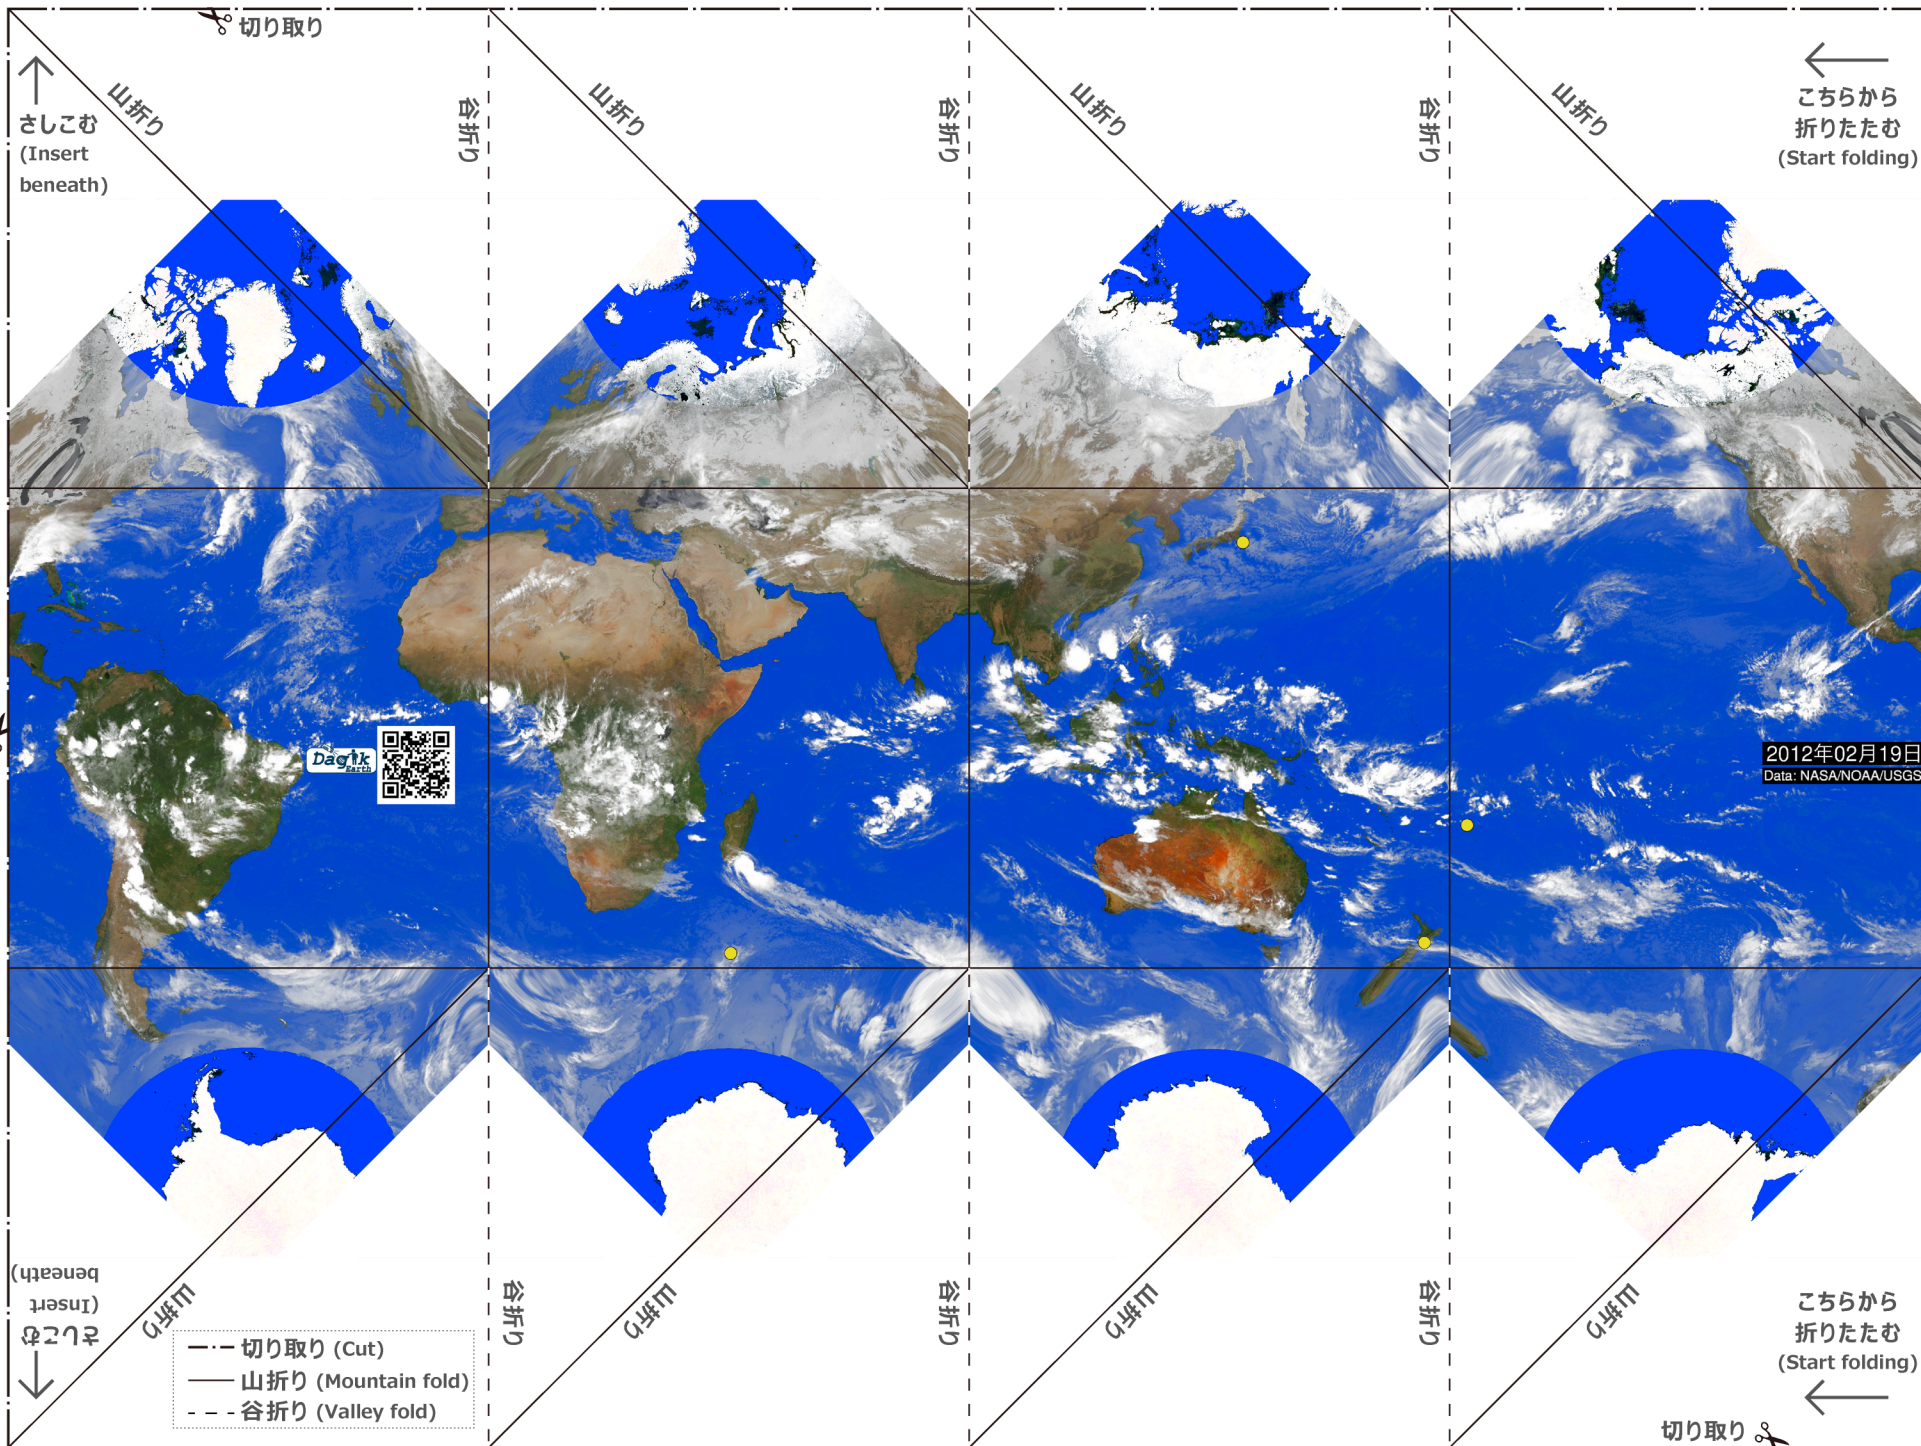 切り取り
山折り
谷折り
山折り
谷折り
山折り
谷折り
山折り
さしこむ
(Insert
beneath)
こちらから
折りたたむ
(Start folding)
Dagik
Earth
2012年02月19日
Data: NASA/NOAA/USGS
さしこむ
(Insert
beneath)
山折り
谷折り
山折り
谷折り
山折り
谷折り
山折り
切り取り (Cut)
山折り (Mountain fold)
谷折り (Valley fold)
こちらから
折りたたむ
(Start folding)
切り取り